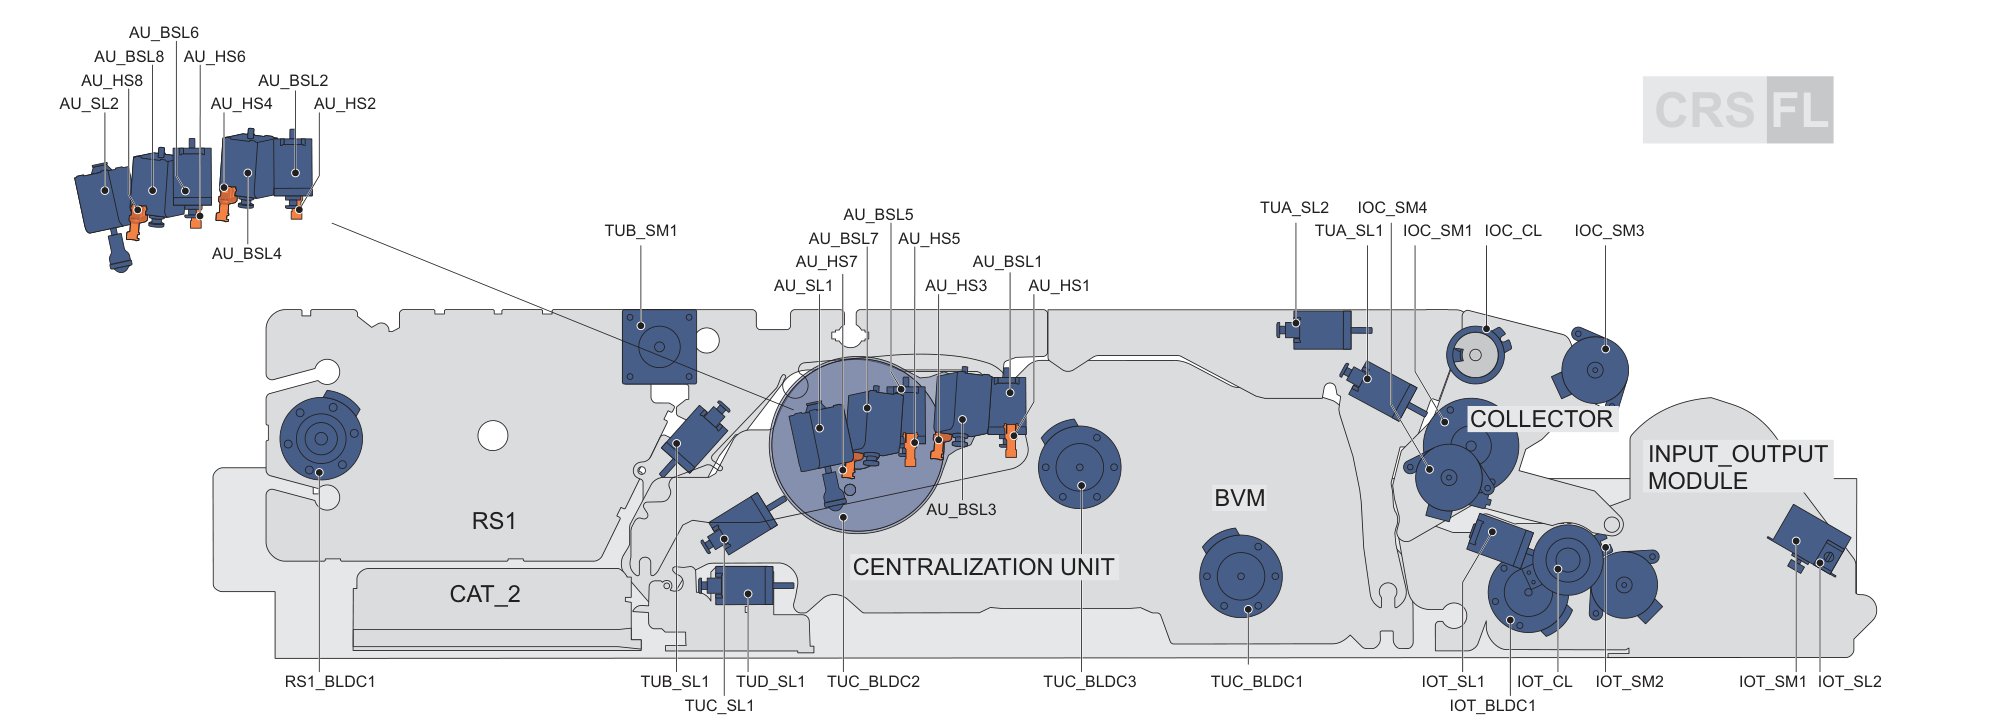 AU_BSL6
AU_BSL8
AU_HS6
AU_HS8
AU_BSL2
AU_SL2
AU_HS4
AU_HS2
AU_BSL4
CRS FL
TUB_SM1
AU_BSL5
AU_BSL7
AU_HS5
AU_HS7
AU_BSL1
AU_SL1
AU_HS3
AU_HS1
TUA_SL2
IOC_SM4
TUA_SL1
IOC_SM1
IOC_CL
IOC_SM3
COLLECTOR
INPUT_OUTPUT
MODULE
RS1
BVM
AU_BSL3
CENTRALIZATION UNIT
CAT_2
RS1_BLDC1
TUB_SL1
TUD_SL1
TUC_BLDC2
TUC_BLDC3
TUC_BLDC1
IOT_SL1
IOT_CL
IOT_SM2
IOT_SM1
IOT_SL2
TUC_SL1
IOT_BLDC1